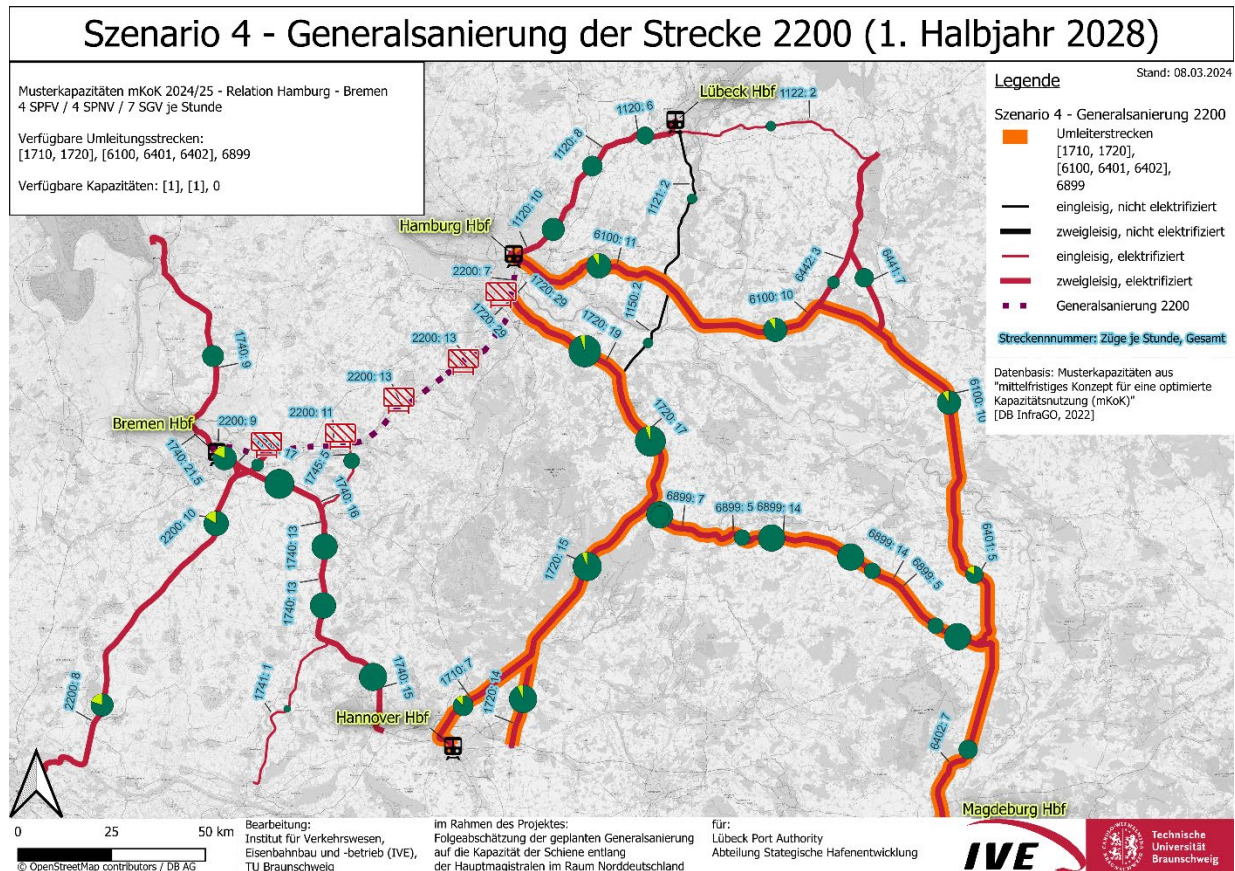 Szenario 4 - Generalsanierung der Strecke 2200 (1. Halbjahr 2028)
Musterkapazitäten mKoK 2024/25 - Relation Hamburg - Bremen
4 SPFV / 4 SPNV / 7 SGV je Stunde
Verfügbare Umleitungsstrecken:
[1710, 1720], [6100, 6401, 6402], 6899
Verfügbare Kapazitäten: [1], [1], 0
Stand: 08.03.2024
Legende
Szenario 4 - Generalsanierung 2200
Umleiterstrecken
[1710, 1720],
[6100, 6401, 6402],
6899
eingleisig, nicht elektrifiziert
zweigleisig, nicht elektrifiziert
eingleisig, elektrifiziert
zweigleisig, elektrifiziert
Generalsanierung 2200
Streckennnummer: Züge je Stunde, Gesamt
Datenbasis: Musterkapazitäten aus
"mittelfristiges Konzept für eine optimierte
Kapazitätsnutzung (mKoK)"
[DB InfraGO, 2022]
Lübeck Hbf
1122: 2
1120: 6
1120: 8
1121: 2
1120: 10
Hamburg Hbf
6100: 11
6442: 3
6441: 7
2200: 7
1720: 29
1720: 29
1150: 2
6100: 10
1720: 19
2200: 13
1740: 9
2200: 13
6100: 10
Bremen Hbf
2200: 9
2200: 11
1720: 17
17
1745: 5
1740: 21.5
1740: 16
2200: 10
6899: 7
6899: 5
6899: 14
1740: 13
1740: 13
1720: 15
6899: 14
6899: 5
6401: 5
2200: 8
1741: 1
1740: 15
1710: 7
1720: 14
Hannover Hbf
6402: 7
Magdeburg Hbf
0 25 50 km
© OpenStreetMap contributors / DB AG
Bearbeitung:
Institut für Verkehrswesen,
Eisenbahnbau und -betrieb (IVE),
TU Braunschweig
im Rahmen des Projektes:
Folgeabschätzung der geplanten Generalsanierung
auf die Kapazität der Schiene entlang
der Hauptmagistralen im Raum Norddeutschland
für:
Lübeck Port Authority
Abteilung Stategische Hafenentwicklung
IVE
Technische
Universität
Braunschweig